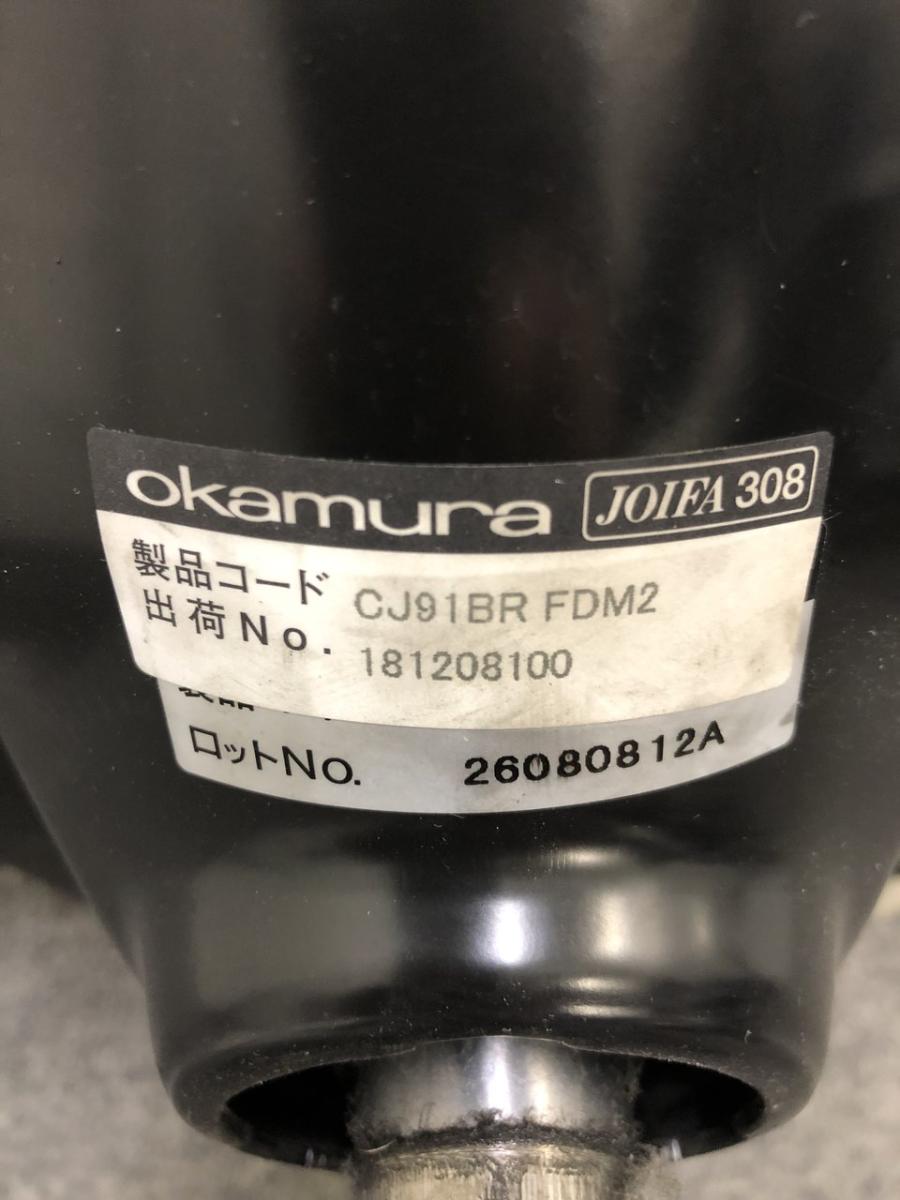 okamura JOIFA 308
製品コード CJ91BR FDM2
出荷No. 181208100
ロットNo. 26080812A